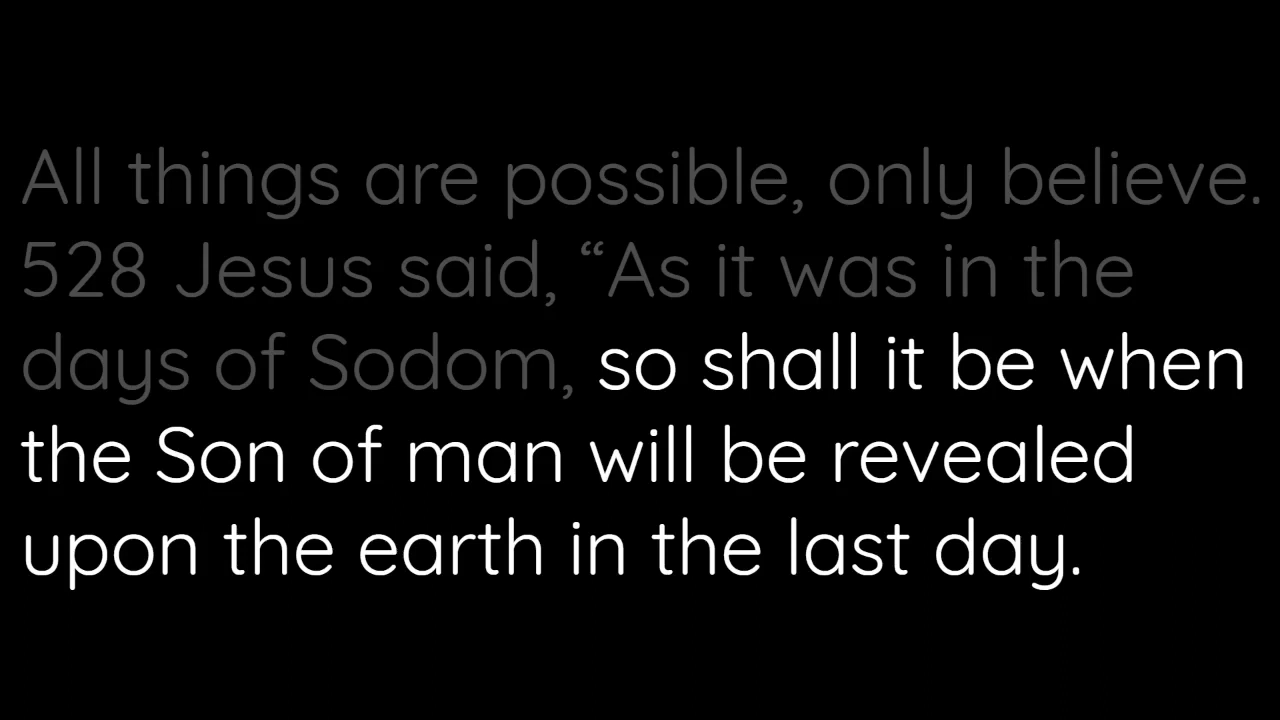 All things are possible, only believe.
528 Jesus said, “As it was in the
days of Sodom, so shall it be when
the Son of man will be revealed
upon the earth in the last day.